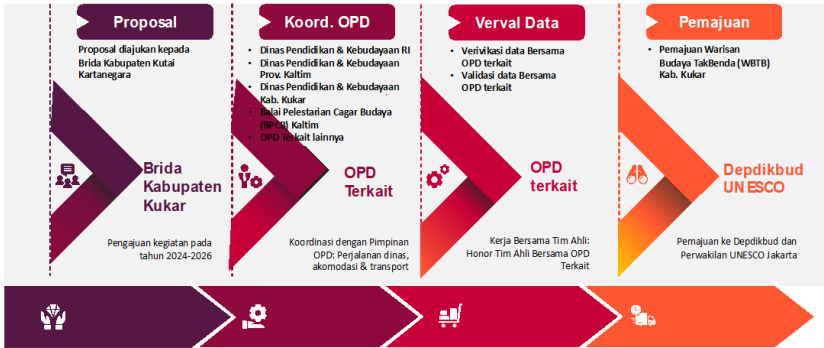 Proposal
Proposal diajukan kepada
Brida Kabupaten Kutai
Kartanegara
Brida
Kabupaten
Kukar
Pengajuan kegiatan pada
tahun 2024-2026
Koord. OPD
• Dinas Pendidikan & Kebudayaan RI
• Dinas Pendidikan & Kebudayaan
Prov. Kaltim
• Dinas Pendidikan & Kebudayaan
Kab. Kukar
• Balai Pelestarian Cagar Budaya
(BPCB) Kaltim
• OPD Terkait lainnya
OPD
Terkait
Koordinasi dengan Pimpinan
OPD: Perjalanan dinas,
akomodasi & transport
Verval Data
• Verivikasi data Bersama
OPD terkait
• Validasi data Bersama
OPD terkait
OPD
terkait
Kerja Bersama Tim Ahli:
Honor Tim Ahli Bersama OPD
Terkait
Pemajuan
• Pemajuan Warisan
Budaya TakBenda (WBTB)
Kab. Kukar
Depdikbud
UNESCO
Pemajuan ke Depdikbud dan
Perwakilan UNESCO Jakarta